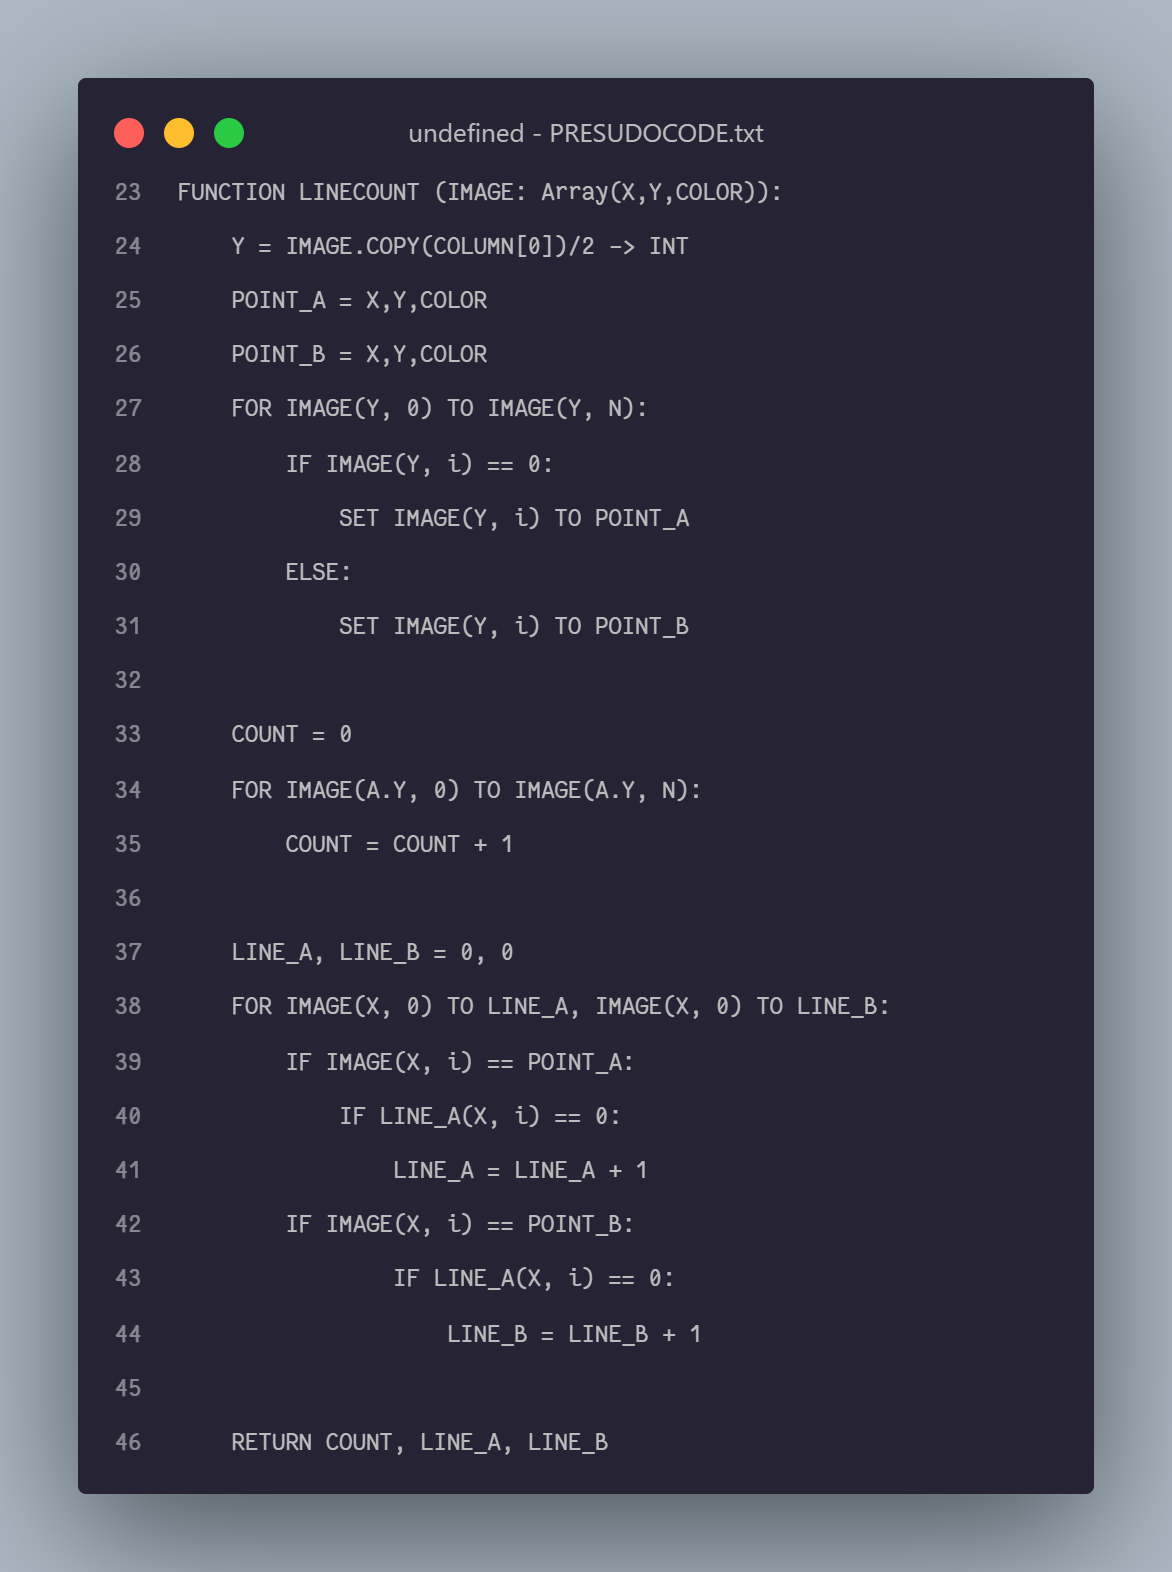 undefined - PRESUDOCODE.txt
23 FUNCTION LINECOUNT (IMAGE: Array(X,Y,COLOR)):
24     Y = IMAGE.COPY(COLUMN[0])/2 -> INT
25     POINT_A = X,Y,COLOR
26     POINT_B = X,Y,COLOR
27     FOR IMAGE(Y, 0) TO IMAGE(Y, N):
28         IF IMAGE(Y, i) == 0:
29             SET IMAGE(Y, i) TO POINT_A
30         ELSE:
31             SET IMAGE(Y, i) TO POINT_B
32
33     COUNT = 0
34     FOR IMAGE(A.Y, 0) TO IMAGE(A.Y, N):
35         COUNT = COUNT + 1
36
37     LINE_A, LINE_B = 0, 0
38     FOR IMAGE(X, 0) TO LINE_A, IMAGE(X, 0) TO LINE_B:
39         IF IMAGE(X, i) == POINT_A:
40             IF LINE_A(X, i) == 0:
41                 LINE_A = LINE_A + 1
42         IF IMAGE(X, i) == POINT_B:
43                 IF LINE_A(X, i) == 0:
44                     LINE_B = LINE_B + 1
45
46     RETURN COUNT, LINE_A, LINE_B